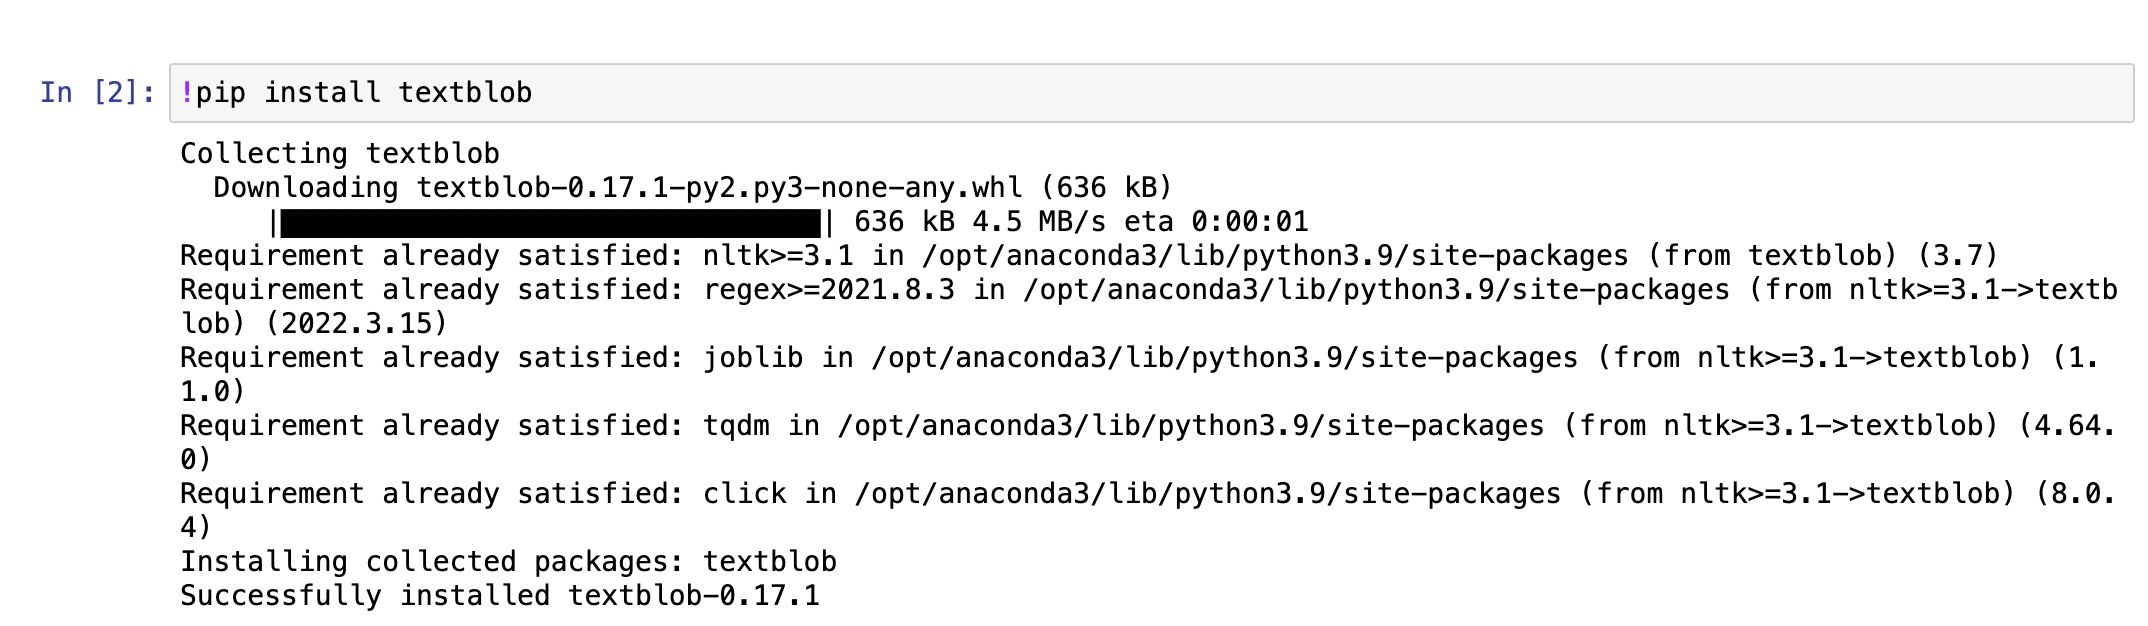 In [2]: !pip install textblob
Collecting textblob
  Downloading textblob-0.17.1-py2.py3-none-any.whl (636 kB)
     |████████████████████████████████| 636 kB 4.5 MB/s eta 0:00:01
Requirement already satisfied: nltk>=3.1 in /opt/anaconda3/lib/python3.9/site-packages (from textblob) (3.7)
Requirement already satisfied: regex>=2021.8.3 in /opt/anaconda3/lib/python3.9/site-packages (from nltk>=3.1->textb
lob) (2022.3.15)
Requirement already satisfied: joblib in /opt/anaconda3/lib/python3.9/site-packages (from nltk>=3.1->textblob) (1.
1.0)
Requirement already satisfied: tqdm in /opt/anaconda3/lib/python3.9/site-packages (from nltk>=3.1->textblob) (4.64.
0)
Requirement already satisfied: click in /opt/anaconda3/lib/python3.9/site-packages (from nltk>=3.1->textblob) (8.0.
4)
Installing collected packages: textblob
Successfully installed textblob-0.17.1